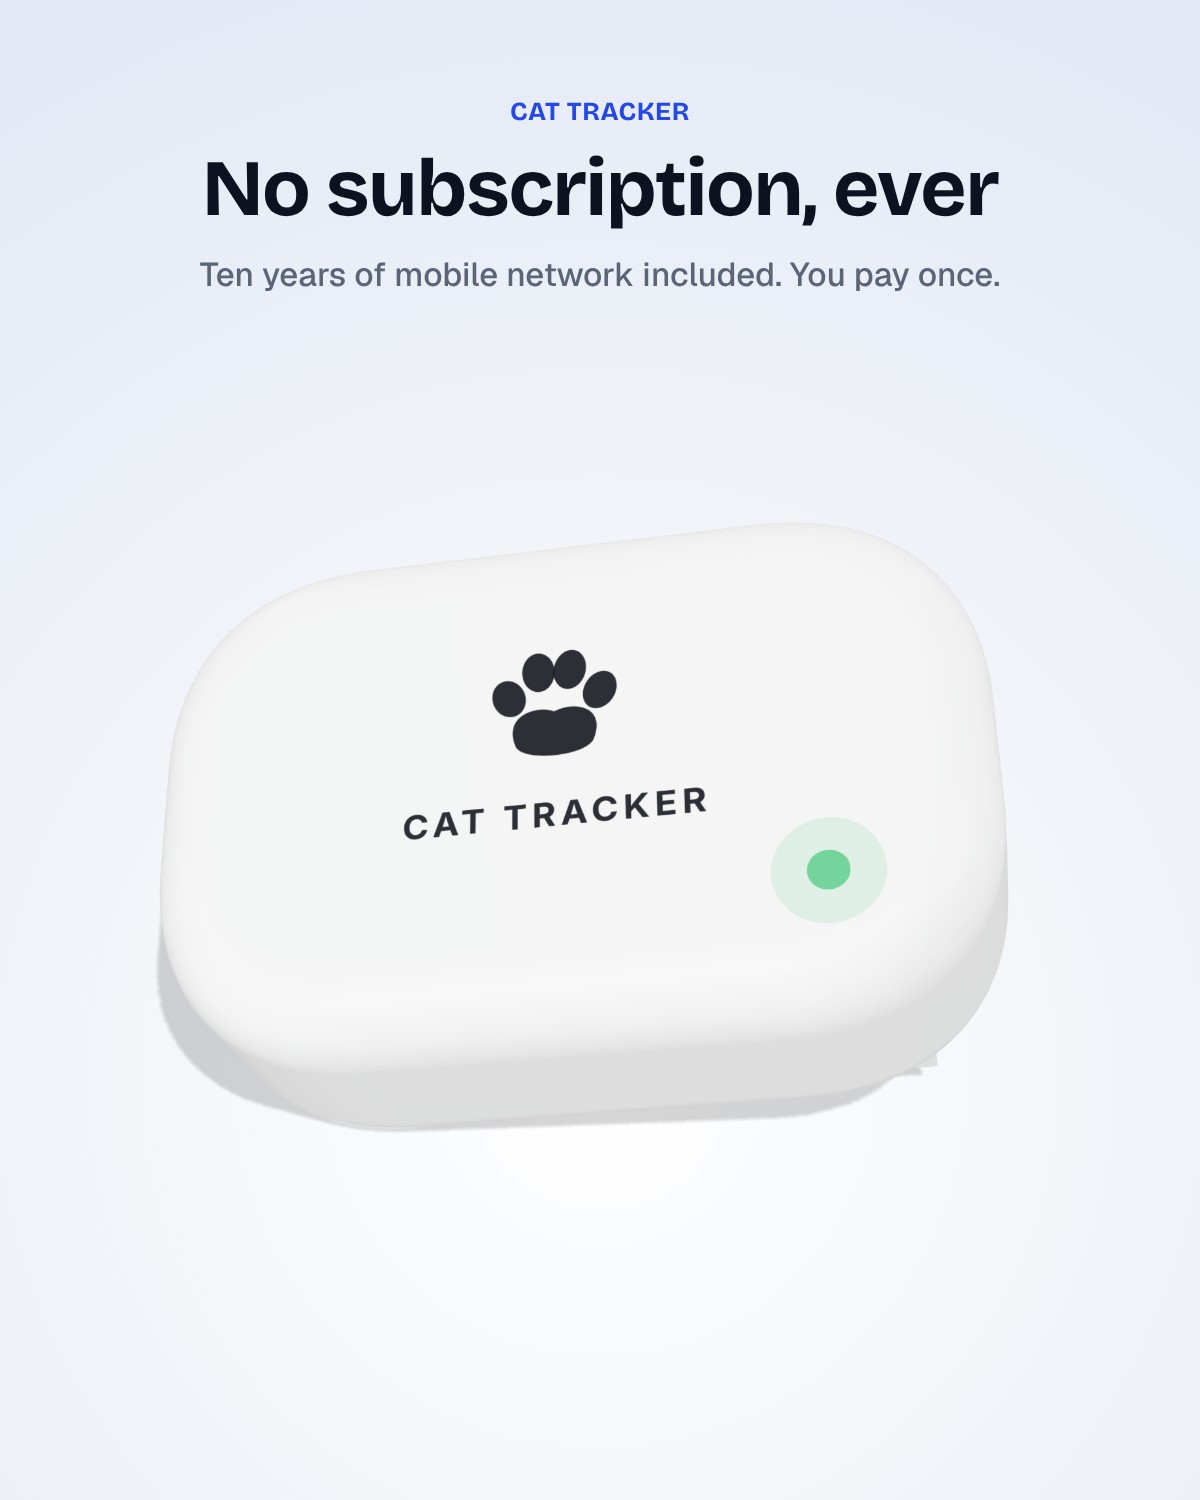 CAT TRACKER
No subscription, ever
Ten years of mobile network included. You pay once.
CAT TRACKER